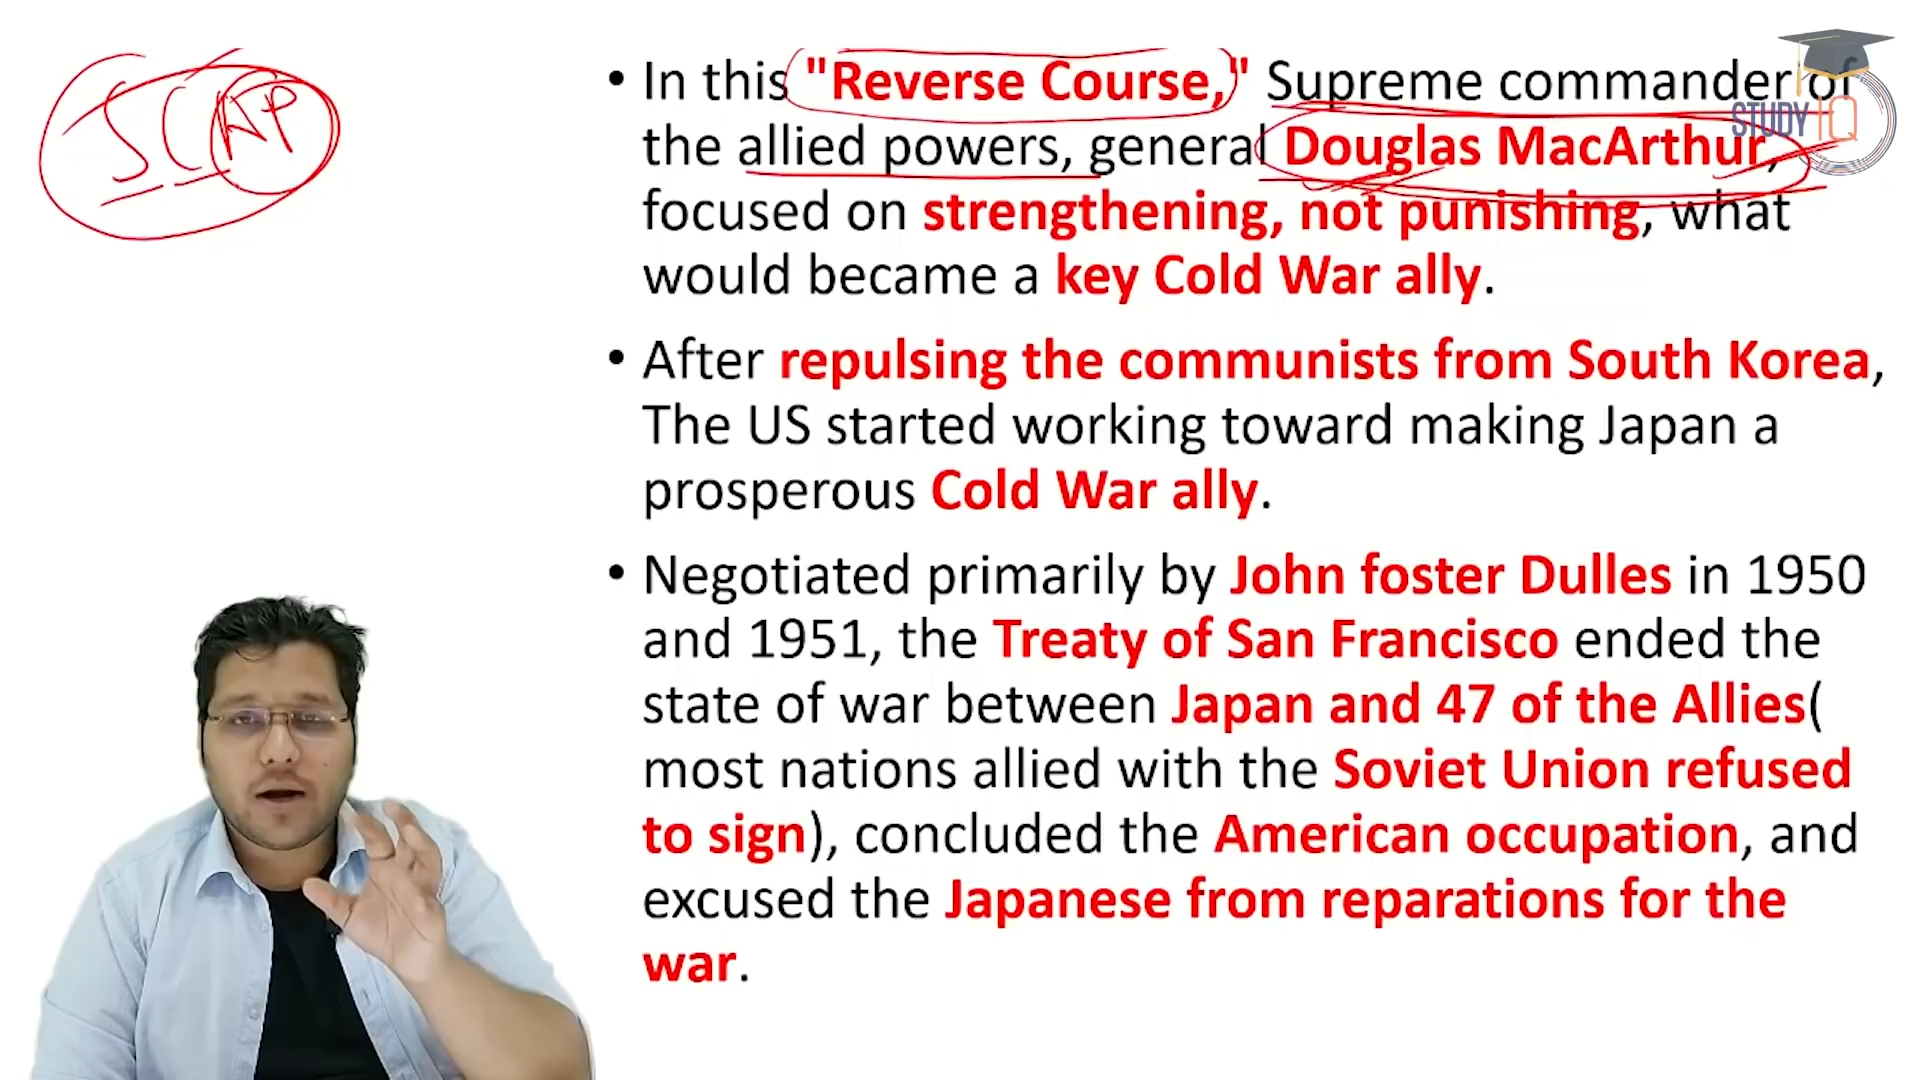 SCAP
• In this "Reverse Course," Supreme commander of
the allied powers, general Douglas MacArthur,
focused on strengthening, not punishing, what
would became a key Cold War ally.
• After repulsing the communists from South Korea,
The US started working toward making Japan a
prosperous Cold War ally.
• Negotiated primarily by John foster Dulles in 1950
and 1951, the Treaty of San Francisco ended the
state of war between Japan and 47 of the Allies(
most nations allied with the Soviet Union refused
to sign), concluded the American occupation, and
excused the Japanese from reparations for the
war.
STUDY IQ